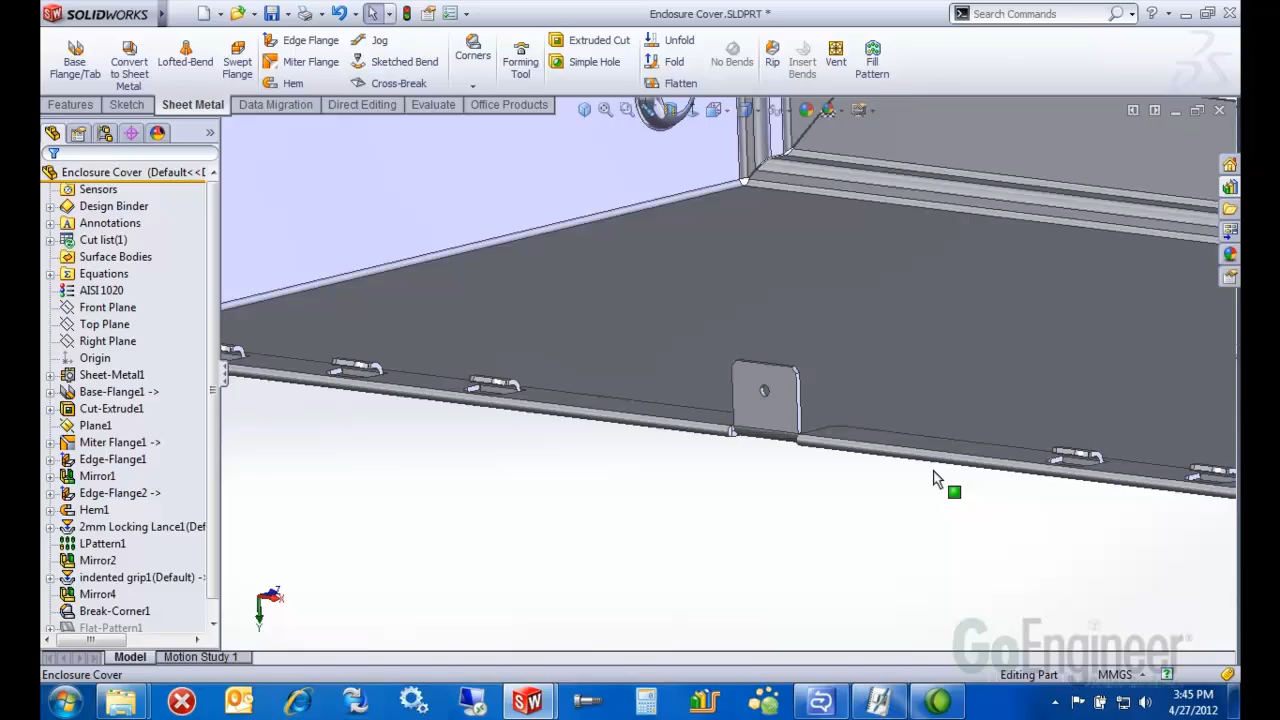 SOLIDWORKS
Enclosure Cover.SLDPRT *
Search Commands
Base Flange/Tab
Convert to Sheet Metal
Lofted-Bend
Swept Flange
Edge Flange
Miter Flange
Hem
Jog
Sketched Bend
Cross-Break
Corners
Forming Tool
Extruded Cut
Simple Hole
Unfold
Fold
Flatten
No Bends
Rip
Insert Bends
Vent
Fill Pattern
Features
Sketch
Sheet Metal
Data Migration
Direct Editing
Evaluate
Office Products
Enclosure Cover (Default<<D
Sensors
Design Binder
Annotations
Cut list(1)
Surface Bodies
Equations
AISI 1020
Front Plane
Top Plane
Right Plane
Origin
Sheet-Metal1
Base-Flange1 ->
Cut-Extrude1
Plane1
Miter Flange1 ->
Edge-Flange1
Mirror1
Edge-Flange2 ->
Hem1
2mm Locking Lance1(Def
LPattern1
Mirror2
indented grip1(Default) ->
Mirror4
Break-Corner1
Flat-Pattern1
Z
X
Y
GoEngineer
Model
Motion Study 1
Enclosure Cover
Editing Part
MMGS
3:45 PM
4/27/2012